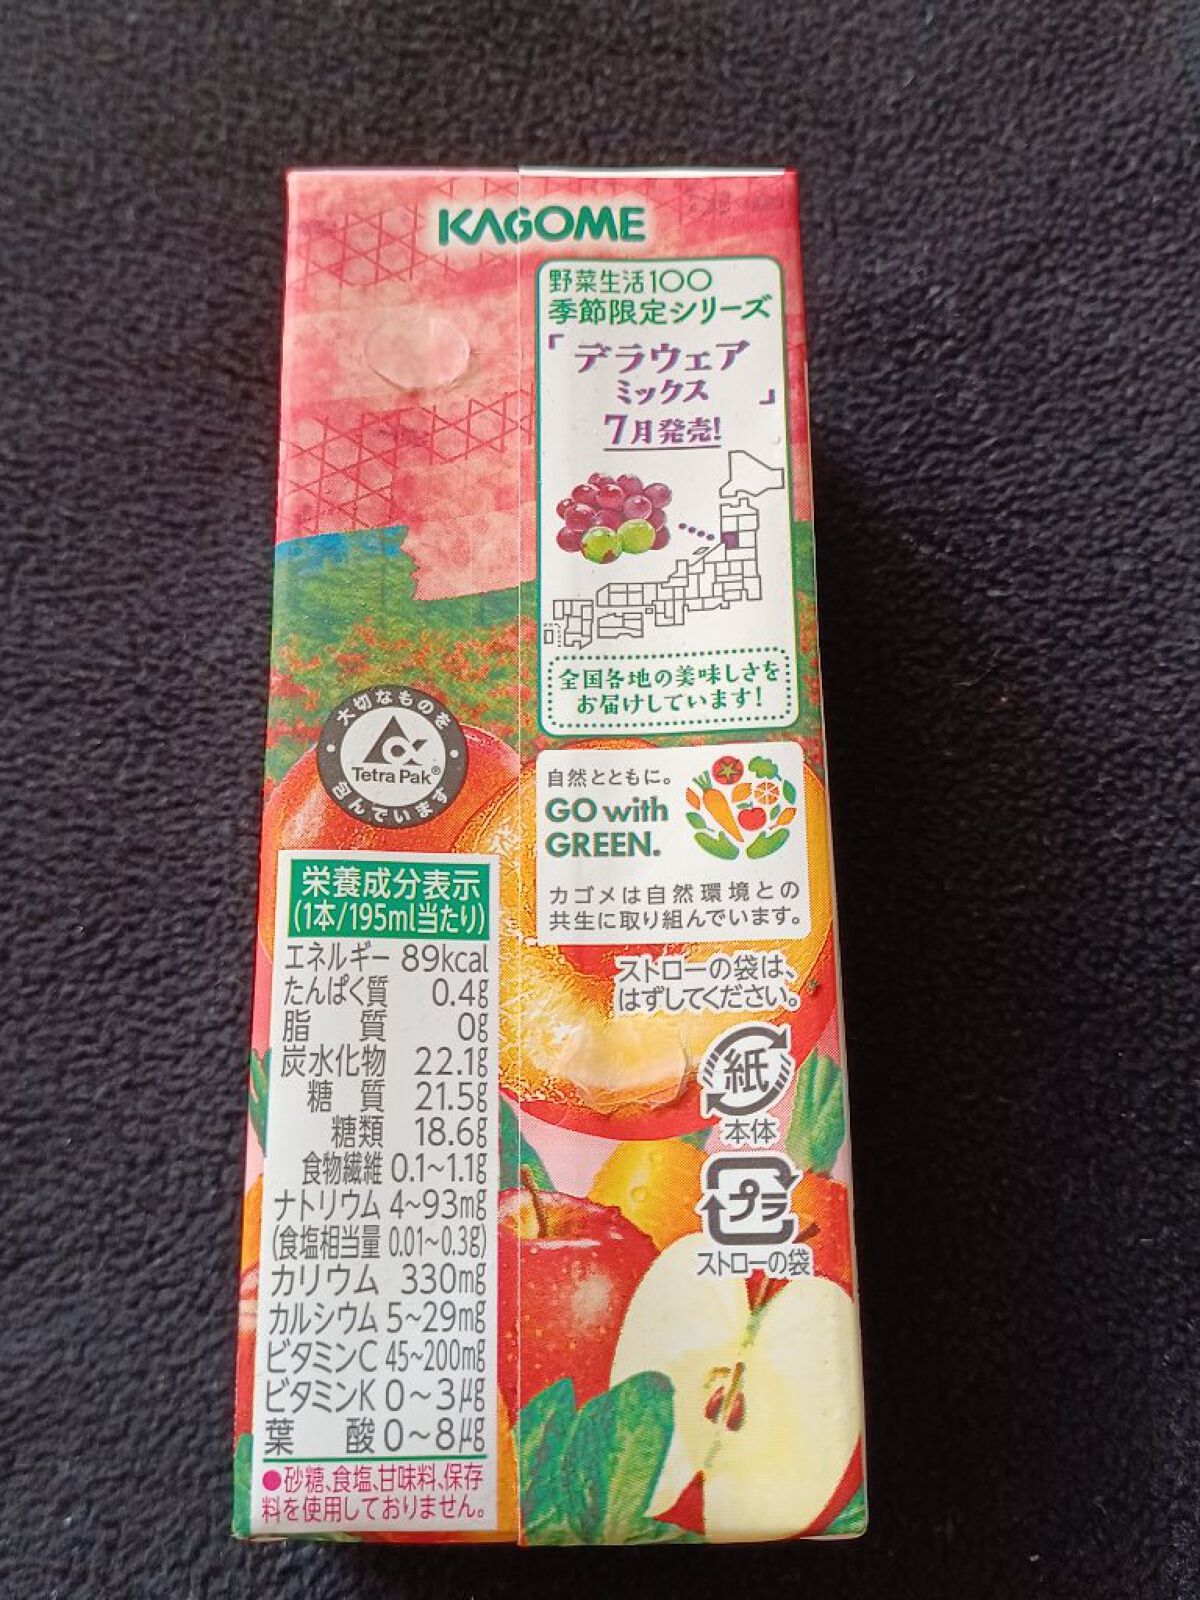 KAGOME
野菜生活100
季節限定シリーズ
「デラウェア
ミックス」
7月発売!
全国各地の美味しさを
お届けしています!
大切なものを
Tetra Pak®
包んでいます
自然とともに。
GO with
GREEN.
カゴメは自然環境との
共生に取り組んでいます。
ストローの袋は、
はずしてください。
紙
本体
プラ
ストローの袋
栄養成分表示
(1本/195ml当たり)
エネルギー 89kcal
たんぱく質 0.4g
脂質 0g
炭水化物 22.1g
糖質 21.5g
糖類 18.6g
食物繊維 0.1~1.1g
ナトリウム 4~93mg
(食塩相当量 0.01~0.3g)
カリウム 330mg
カルシウム 5~29mg
ビタミンC 45~200mg
ビタミンK 0~3μg
葉酸 0~8μg
●砂糖、食塩、甘味料、保存
料を使用しておりません。